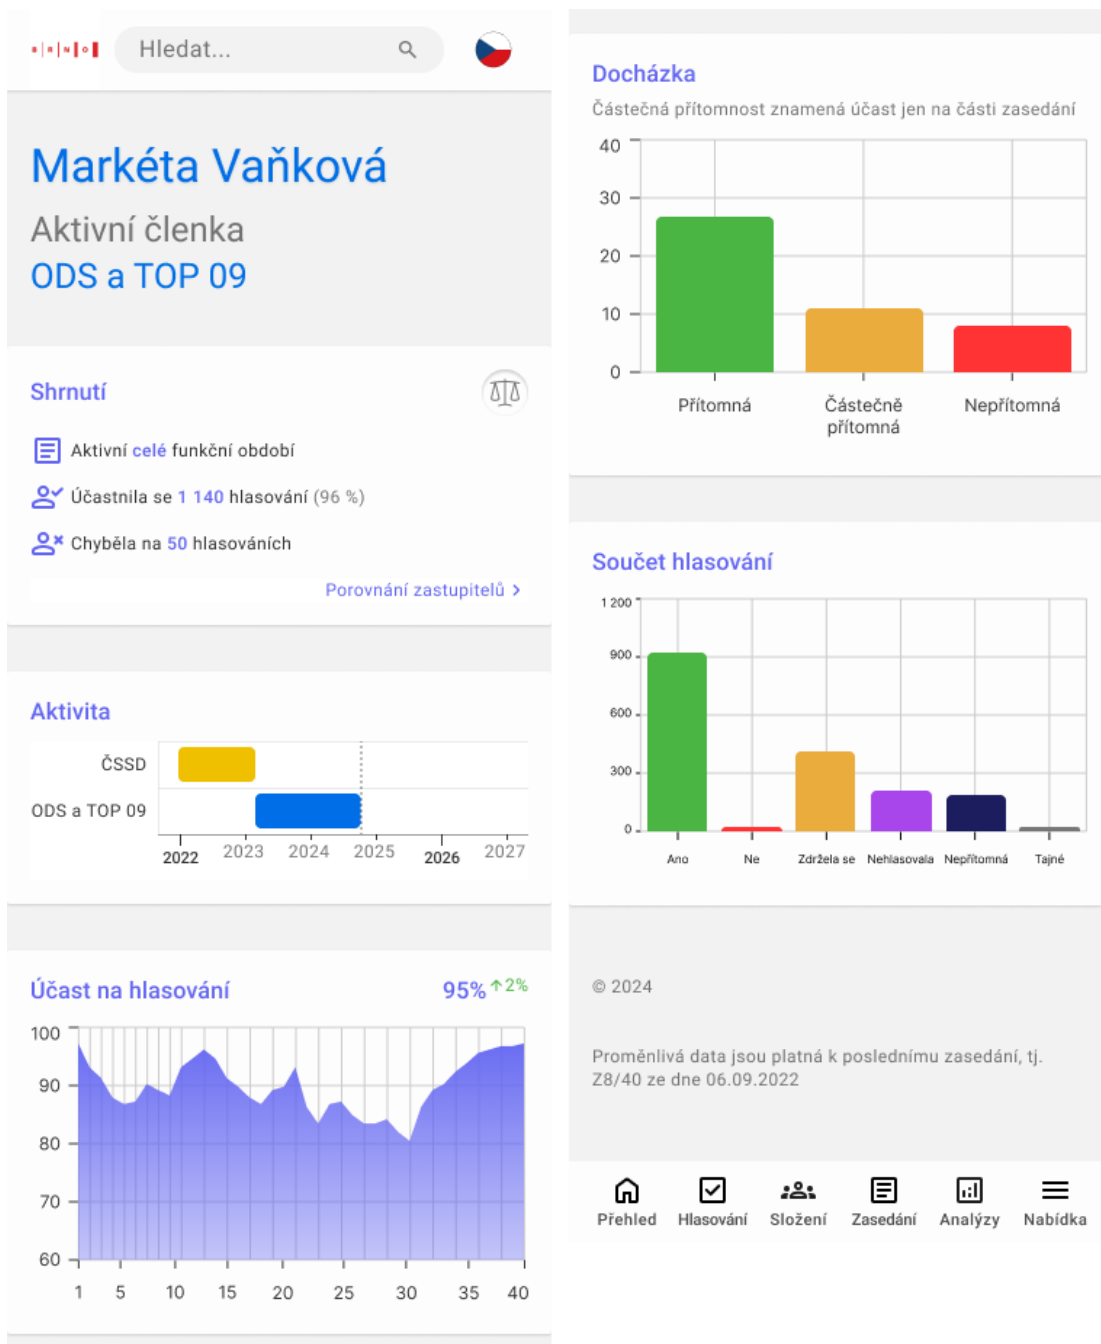 BRNO
Hledat...
Markéta Vaňková
Aktivní členka
ODS a TOP 09
Shrnutí
Aktivní celé funkční období
Účastnila se 1 140 hlasování (96 %)
Chyběla na 50 hlasováních
Porovnání zastupitelů >
Aktivita
ČSSD
ODS a TOP 09
2022 2023 2024 2025 2026 2027
Účast na hlasování 95% ↑2%
100
90
80
70
60
1 5 10 15 20 25 30 35 40
Docházka
Částečná přítomnost znamená účast jen na části zasedání
40
30
20
10
0
Přítomná Částečně přítomná Nepřítomná
Součet hlasování
1 200
900
600
300
0
Ano Ne Zdržela se Nehlasovala Nepřítomná Tajné
© 2024
Proměnlivá data jsou platná k poslednímu zasedání, tj.
Z8/40 ze dne 06.09.2022
Přehled Hlasování Složení Zasedání Analýzy Nabídka